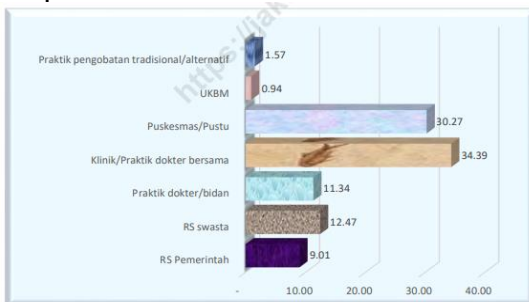 https://jak
Praktik pengobatan tradisional/alternatif 1.57
UKBM 0.94
Puskesmas/Pustu 30.27
Klinik/Praktik dokter bersama 34.39
Praktik dokter/bidan 11.34
RS swasta 12.47
RS Pemerintah 9.01
- 10.00 20.00 30.00 40.00